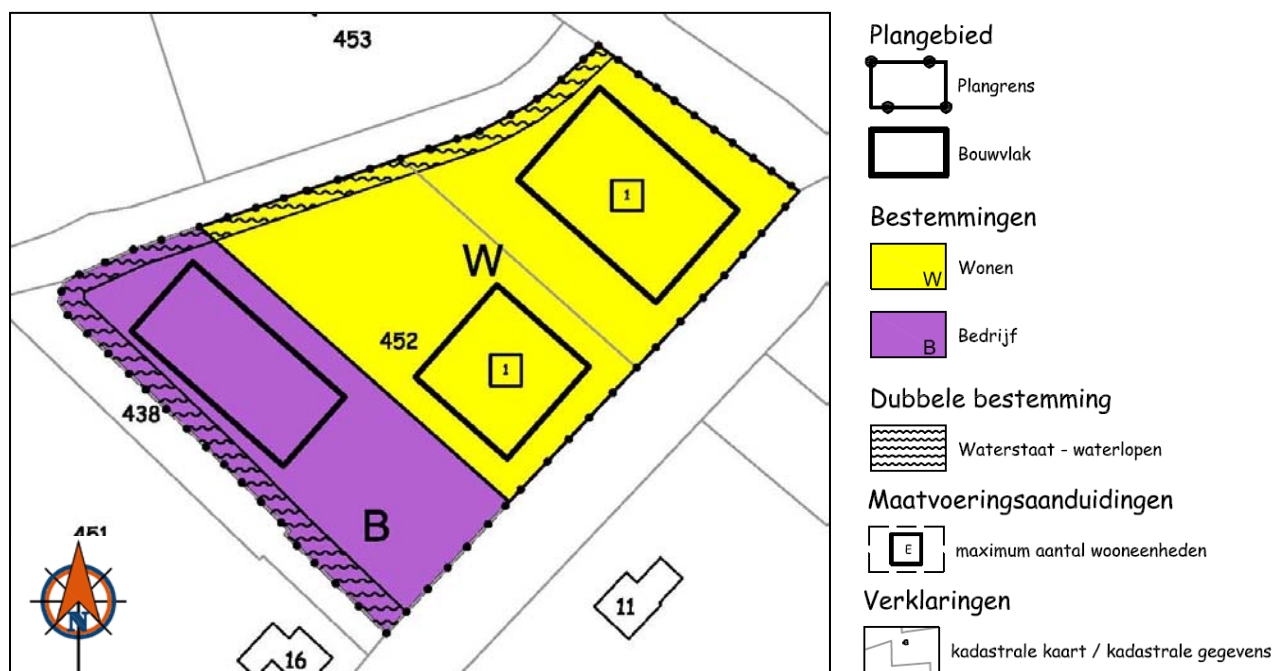 453
1
W
452
1
438
B
451
N
11
16
Plangebied
Plangrens
Bouwvlak
Bestemmingen
W
Wonen
B
Bedrijf
Dubbele bestemming
Waterstaat - waterlopen
Maatvoeringsaanduidingen
E
maximum aantal wooneenheden
Verklaringen
kadastrale kaart / kadastrale gegevens